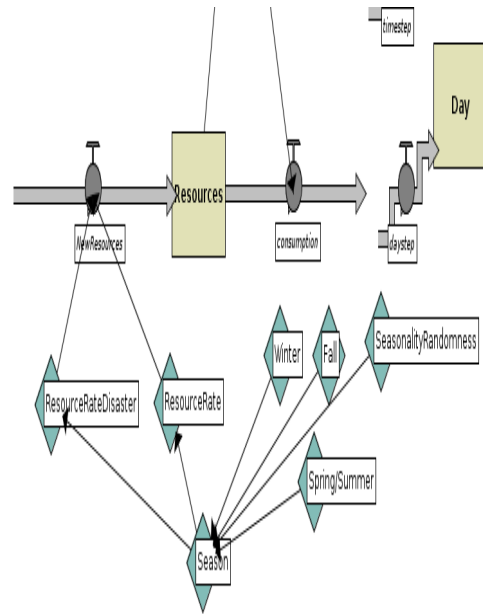 timestep
Day
Resources
NewResources
consumption
daystep
Winter
Fall
SeasonalityRandomness
ResourceRateDisaster
ResourceRate
Spring/Summer
Season